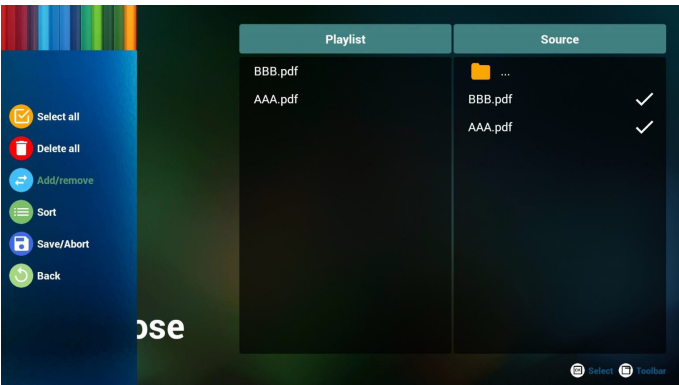 Playlist
Source
BBB.pdf
AAA.pdf
...
BBB.pdf
AAA.pdf
Select all
Delete all
Add/remove
Sort
Save/Abort
Back
ose
Select
Toolbar